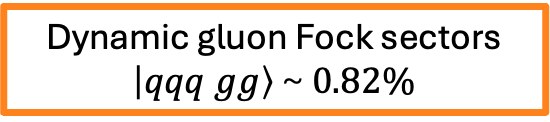 Dynamic gluon Fock sectors
|qqq gg⟩ ~ 0.82%